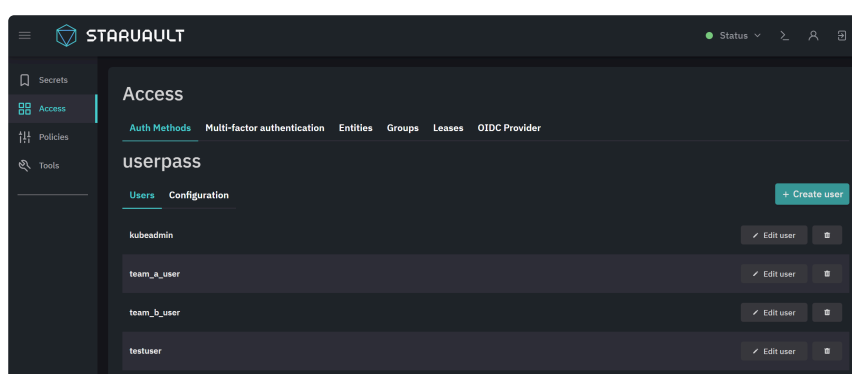 STARVAULT
Status
Secrets
Access
Policies
Tools
Access
Auth Methods Multi-factor authentication Entities Groups Leases OIDC Provider
userpass
Users Configuration
+ Create user
kubeadmin Edit user
team_a_user Edit user
team_b_user Edit user
testuser Edit user